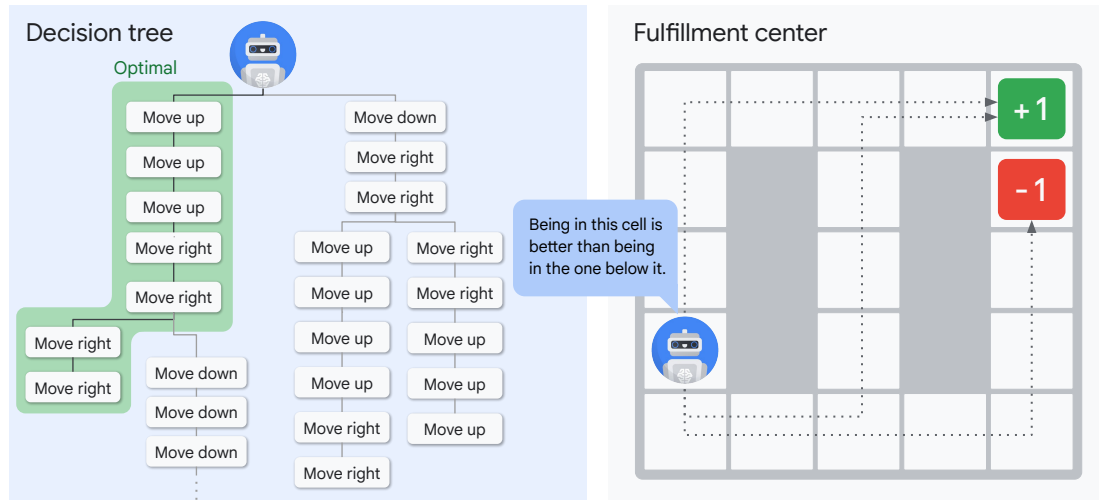 Decision tree
Optimal
Move up
Move up
Move up
Move right
Move right
Move right
Move right
Move down
Move down
Move down
Move down
Move right
Move right
Move up
Move up
Move up
Move up
Move right
Move right
Move right
Move right
Move up
Move up
Move up
Fulfillment center
+1
-1
Being in this cell is
better than being
in the one below it.